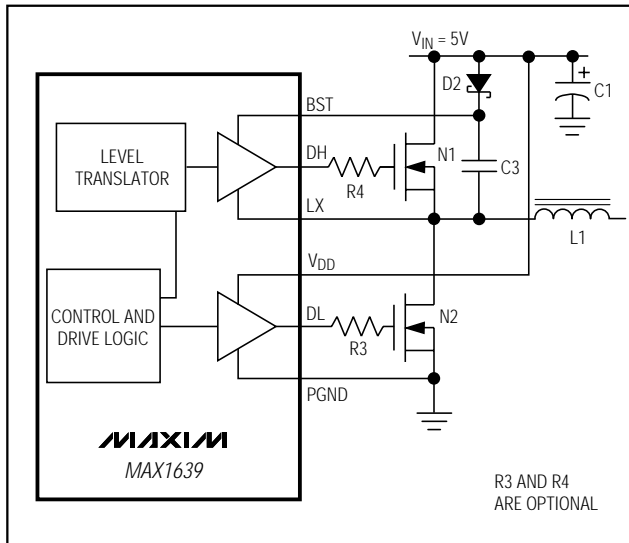 V_IN = 5V
D2
C1
BST
LEVEL
TRANSLATOR
DH
R4
N1
C3
LX
L1
V_DD
CONTROL AND
DRIVE LOGIC
DL
R3
N2
PGND
MAXIM
MAX1639
R3 AND R4
ARE OPTIONAL